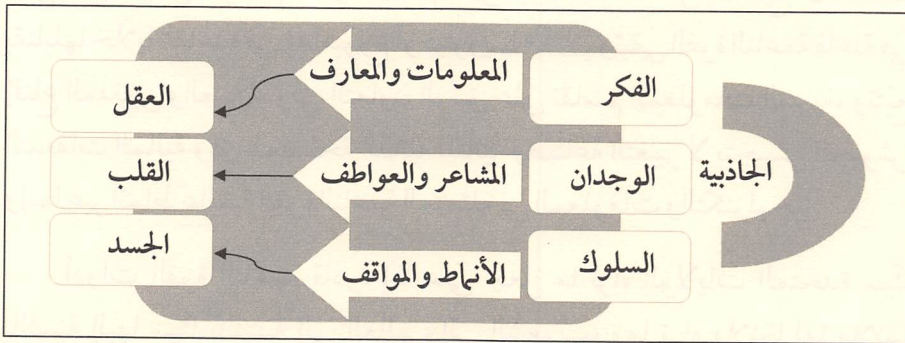 الجاذبية
الفكر
المعلومات والمعارف
العقل
الوجدان
المشاعر والعواطف
القلب
السلوك
الأنماط والمواقف
الجسد